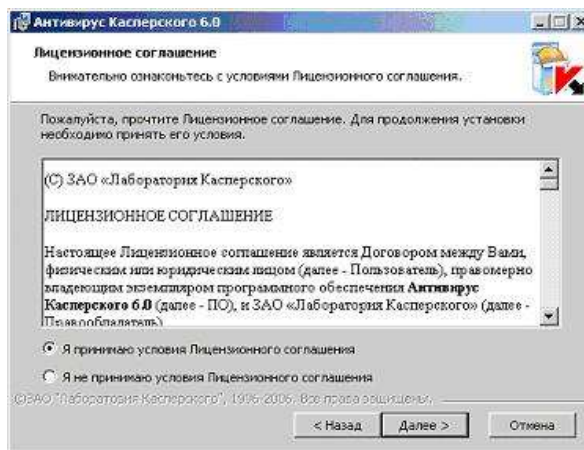 Антивирус Касперского 6.0
Лицензионное соглашение
Внимательно ознакомьтесь с условиями Лицензионного соглашения.
Пожалуйста, прочтите Лицензионное соглашение. Для продолжения установки
необходимо принять его условия.
(C) ЗАО «Лаборатория Касперского»
ЛИЦЕНЗИОННОЕ СОГЛАШЕНИЕ
Настоящее Лицензионное соглашение является Договором между Вами,
физическим или юридическим лицом (далее - Пользователь), правомерно
владеющим экземпляром программного обеспечения Антивирус
Касперского 6.0 (далее - ПО), и ЗАО «Лаборатория Касперского» (далее -
Правообладатель)
Я принимаю условия Лицензионного соглашения
Я не принимаю условия Лицензионного соглашения
(C)ЗАО "Лаборатория Касперского", 1996-2006. Все права защищены.
< Назад
Далее >
Отмена